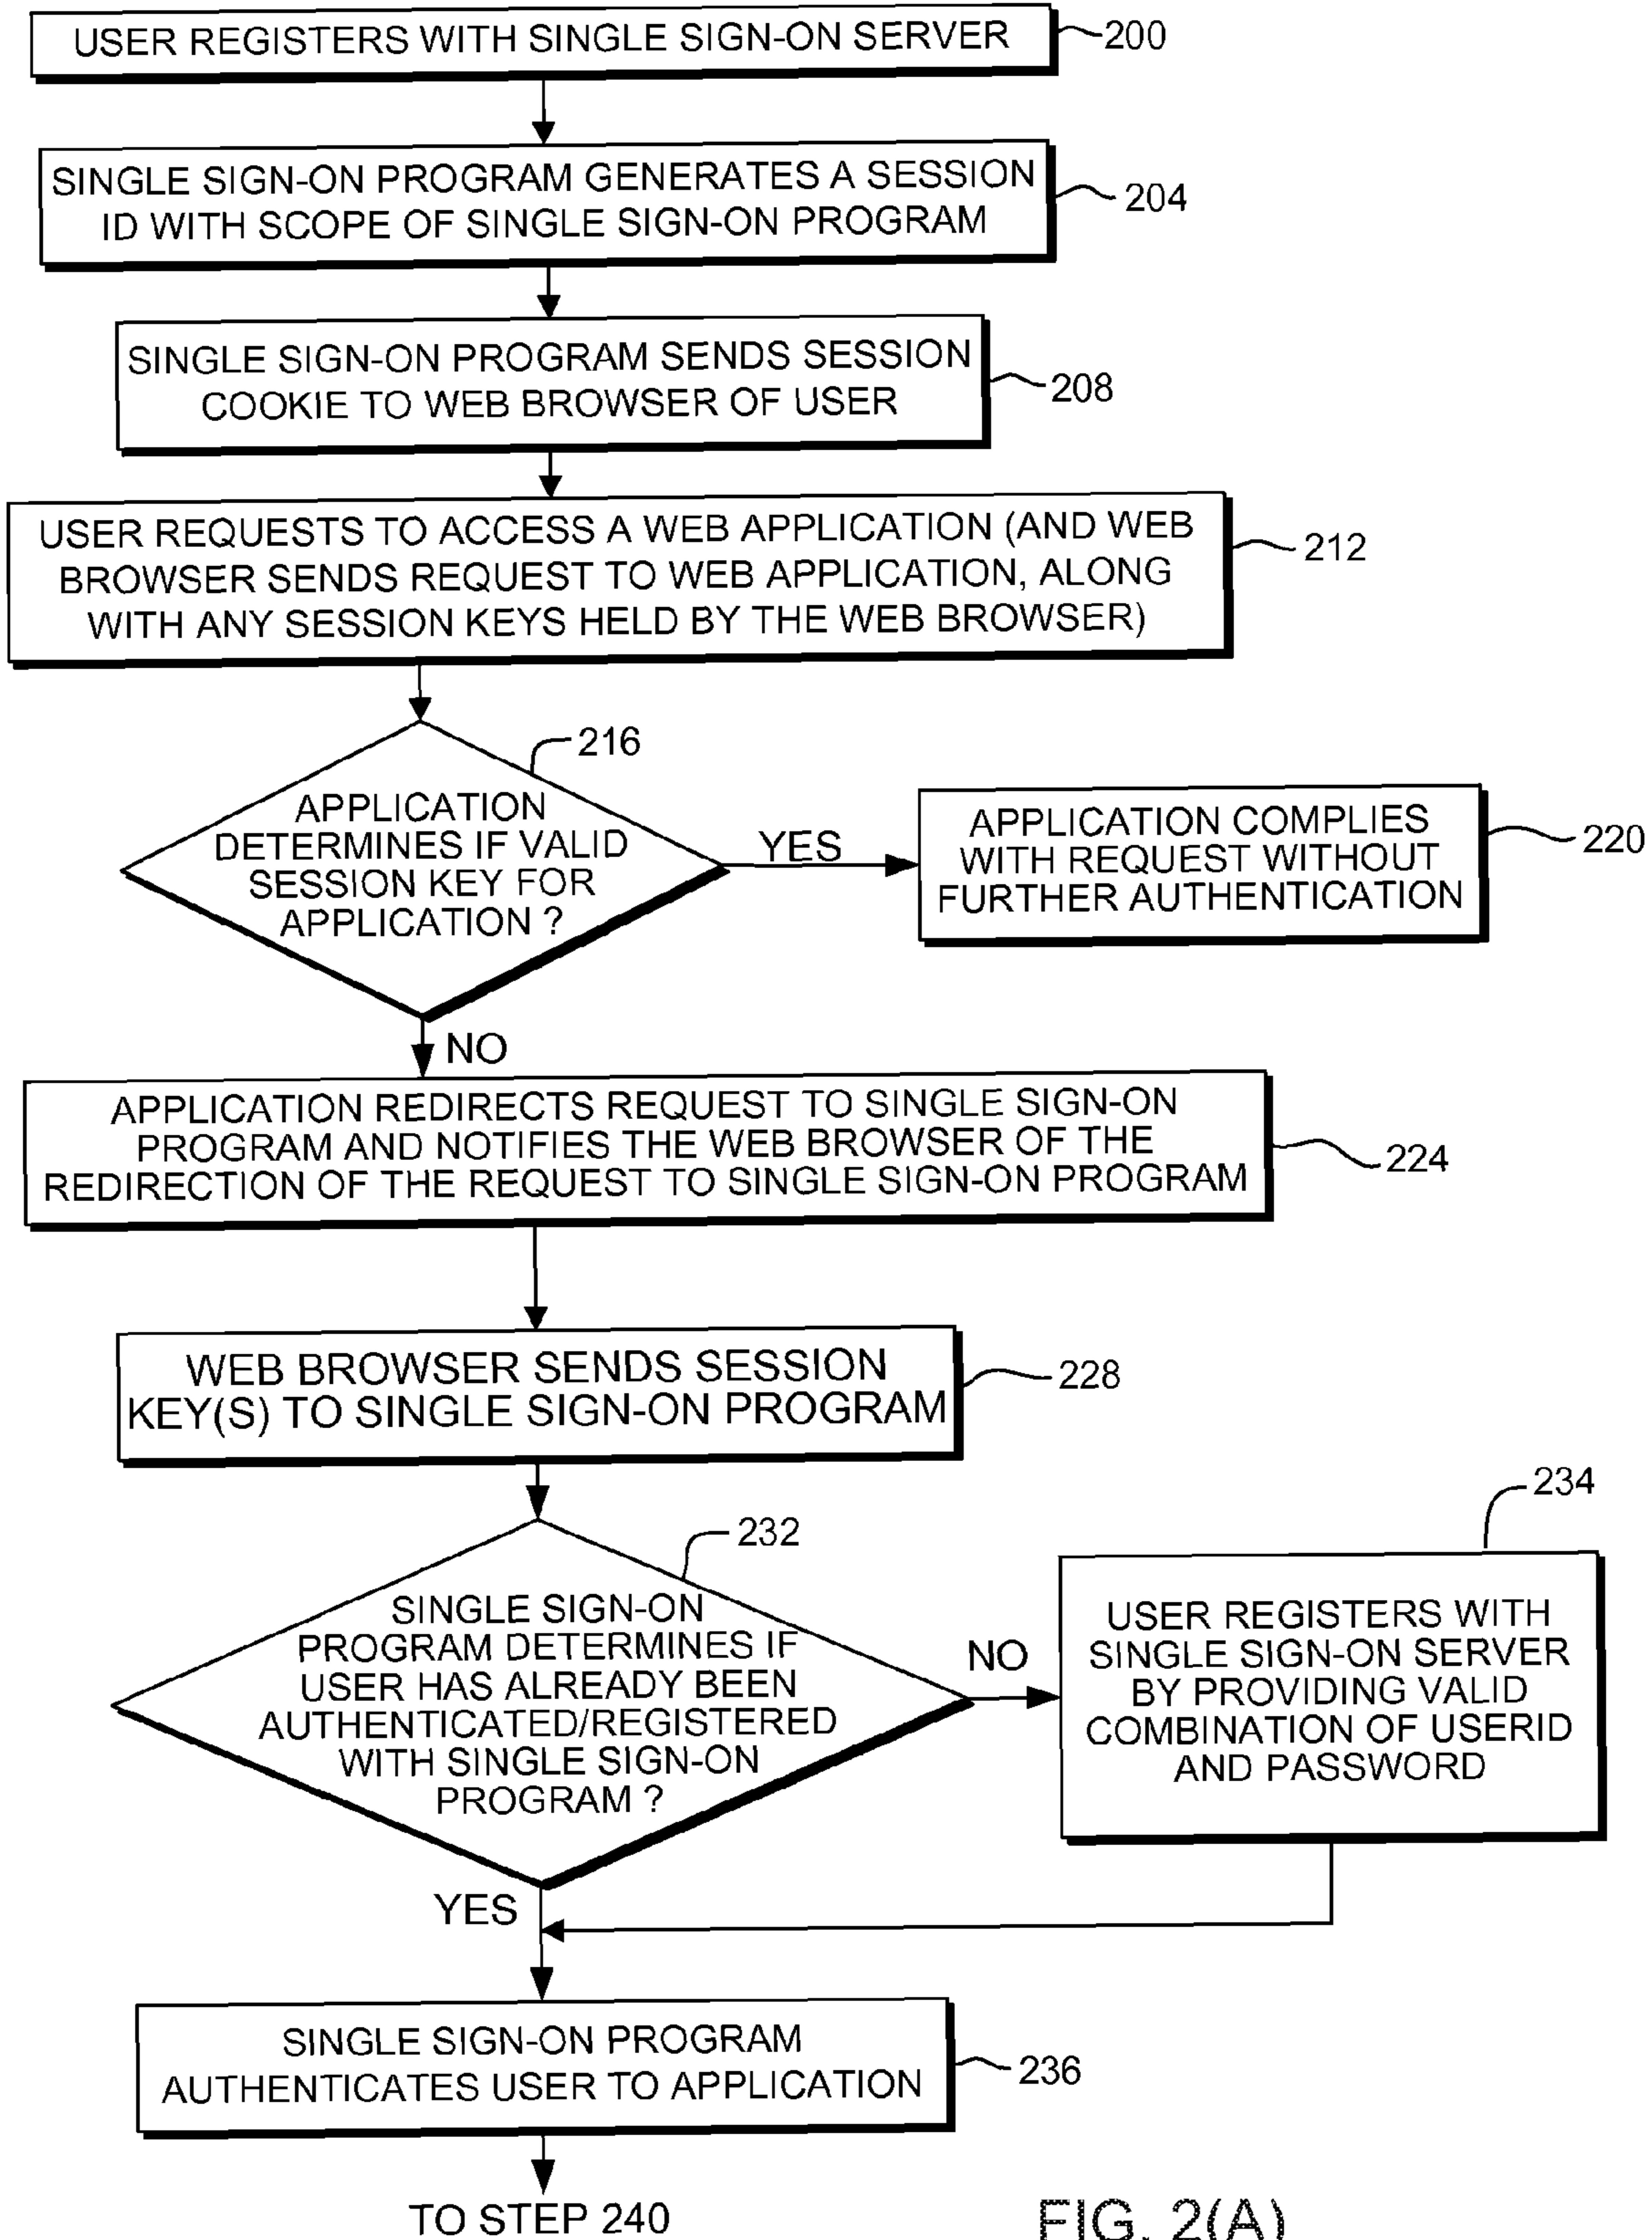 USER REGISTERS WITH SINGLE SIGN-ON SERVER
200
SINGLE SIGN-ON PROGRAM GENERATES A SESSION
ID WITH SCOPE OF SINGLE SIGN-ON PROGRAM
204
SINGLE SIGN-ON PROGRAM SENDS SESSION
COOKIE TO WEB BROWSER OF USER
208
USER REQUESTS TO ACCESS A WEB APPLICATION (AND WEB
BROWSER SENDS REQUEST TO WEB APPLICATION, ALONG
WITH ANY SESSION KEYS HELD BY THE WEB BROWSER)
212
216
APPLICATION
DETERMINES IF VALID
SESSION KEY FOR
APPLICATION ?
YES
APPLICATION COMPLIES
WITH REQUEST WITHOUT
FURTHER AUTHENTICATION
220
NO
APPLICATION REDIRECTS REQUEST TO SINGLE SIGN-ON
PROGRAM AND NOTIFIES THE WEB BROWSER OF THE
REDIRECTION OF THE REQUEST TO SINGLE SIGN-ON PROGRAM
224
WEB BROWSER SENDS SESSION
KEY(S) TO SINGLE SIGN-ON PROGRAM
228
232
SINGLE SIGN-ON
PROGRAM DETERMINES IF
USER HAS ALREADY BEEN
AUTHENTICATED/REGISTERED
WITH SINGLE SIGN-ON
PROGRAM ?
NO
234
USER REGISTERS WITH
SINGLE SIGN-ON SERVER
BY PROVIDING VALID
COMBINATION OF USERID
AND PASSWORD
YES
SINGLE SIGN-ON PROGRAM
AUTHENTICATES USER TO APPLICATION
236
TO STEP 240
FIG. 2(A)